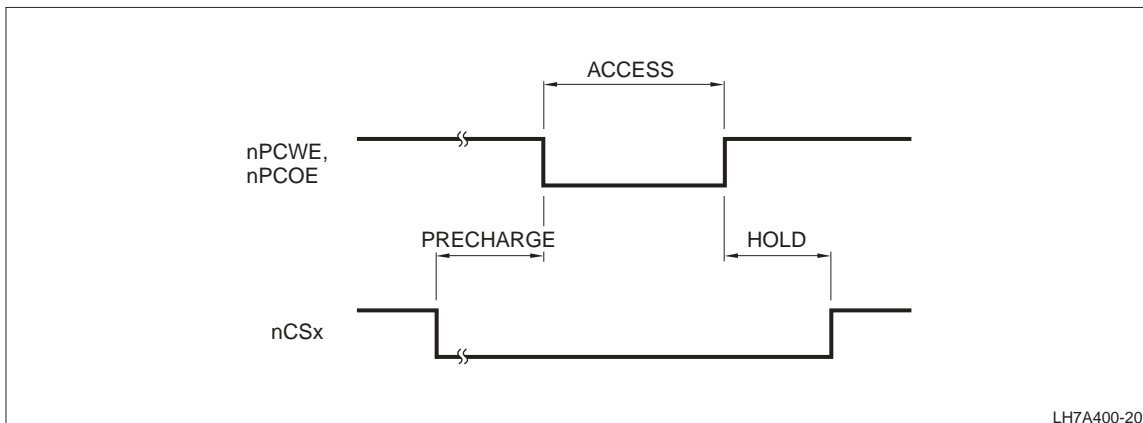 ACCESS
nPCWE,
nPCOE
PRECHARGE
HOLD
nCSx
LH7A400-20